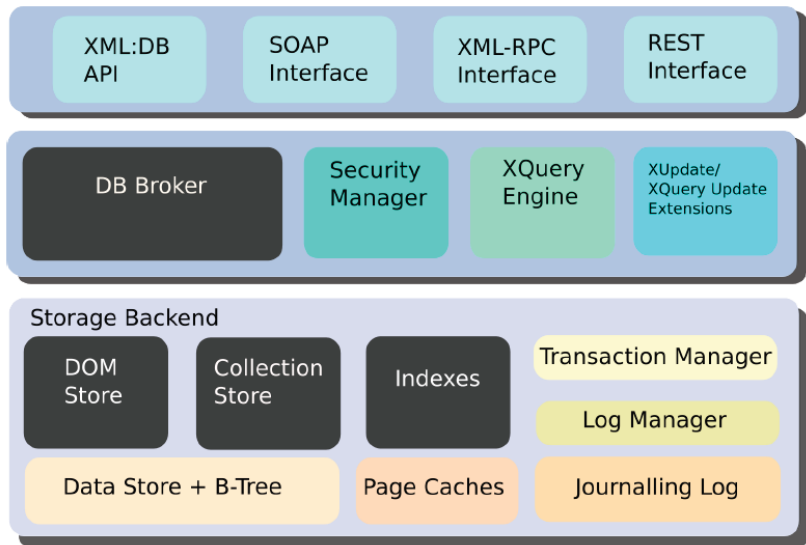 XML:DB
API
SOAP
Interface
XML-RPC
Interface
REST
Interface
DB Broker
Security
Manager
XQuery
Engine
XUpdate/
XQuery Update
Extensions
Storage Backend
DOM
Store
Collection
Store
Indexes
Transaction Manager
Log Manager
Data Store + B-Tree
Page Caches
Journalling Log